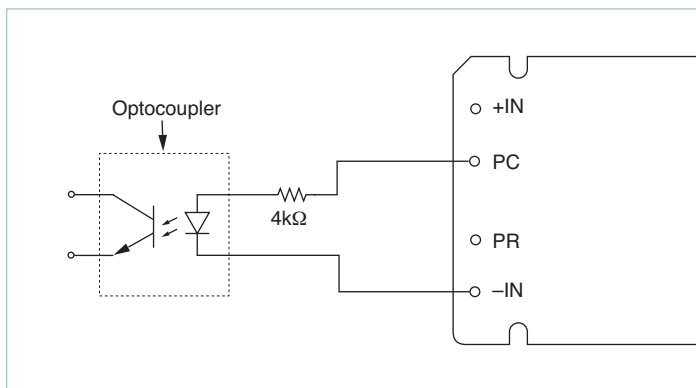 +IN
Optocoupler
PC
4kΩ
PR
–IN